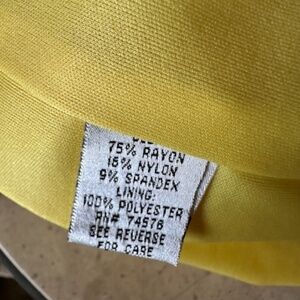 75% RAYON
16% NYLON
9% SPANDEX
LINING:
100% POLYESTER
RN# 74576
SEE REVERSE
FOR CARE